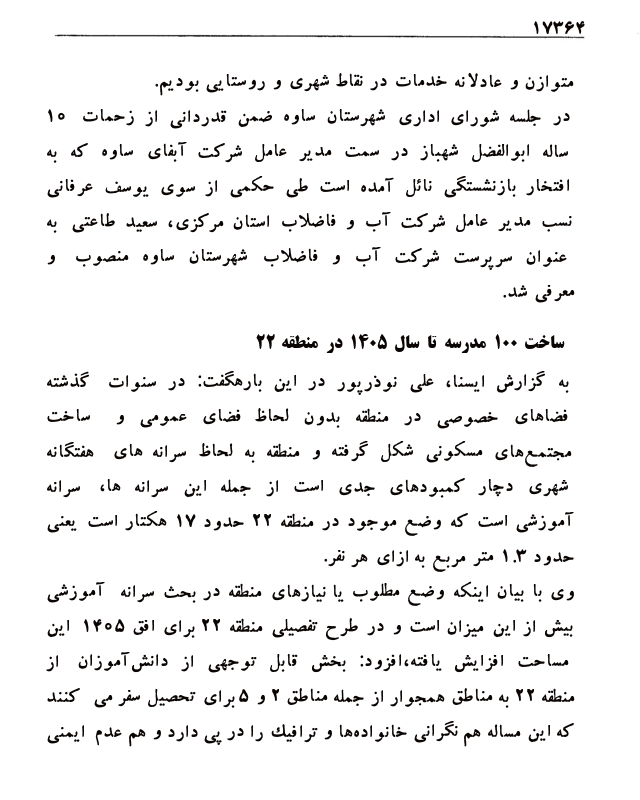 ۱۷۳۶۴
متوازن و عادلانه خدمات در نقاط شهری و روستایی بودیم.
در جلسه شورای اداری شهرستان ساوه ضمن قدردانی از زحمات ۱۰
ساله ابوالفضل شهباز در سمت مدیر عامل شرکت آبفای ساوه که به
افتخار بازنشستگی نائل آمده است طی حکمی از سوی یوسف عرفانی
نسب مدیر عامل شرکت آب و فاضلاب استان مرکزی، سعید طاعتی به
عنوان سرپرست شرکت آب و فاضلاب شهرستان ساوه منصوب و
معرفی شد.
ساخت ۱۰۰ مدرسه تا سال ۱۴۰۵ در منطقه ۲۲
به گزارش ایسنا، علی نوذرپور در این بارهگفت: در سنوات گذشته
فضاهای خصوصی در منطقه بدون لحاظ فضای عمومی و ساخت
مجتمع‌های مسکونی شکل گرفته و منطقه به لحاظ سرانه های هفتگانه
شهری دچار کمبودهای جدی است از جمله این سرانه ها، سرانه
آموزشی است که وضع موجود در منطقه ۲۲ حدود ۱۷ هکتار است یعنی
حدود ۱.۳ متر مربع به ازای هر نفر.
وی با بیان اینکه وضع مطلوب یا نیازهای منطقه در بحث سرانه آموزشی
بیش از این میزان است و در طرح تفصیلی منطقه ۲۲ برای افق ۱۴۰۵ این
مساحت افزایش یافته،افزود: بخش قابل توجهی از دانش‌آموزان از
منطقه ۲۲ به مناطق همجوار از جمله مناطق ۲ و ۵ برای تحصیل سفر می کنند
که این مساله هم نگرانی خانواده‌ها و ترافیک را در پی دارد و هم عدم ایمنی